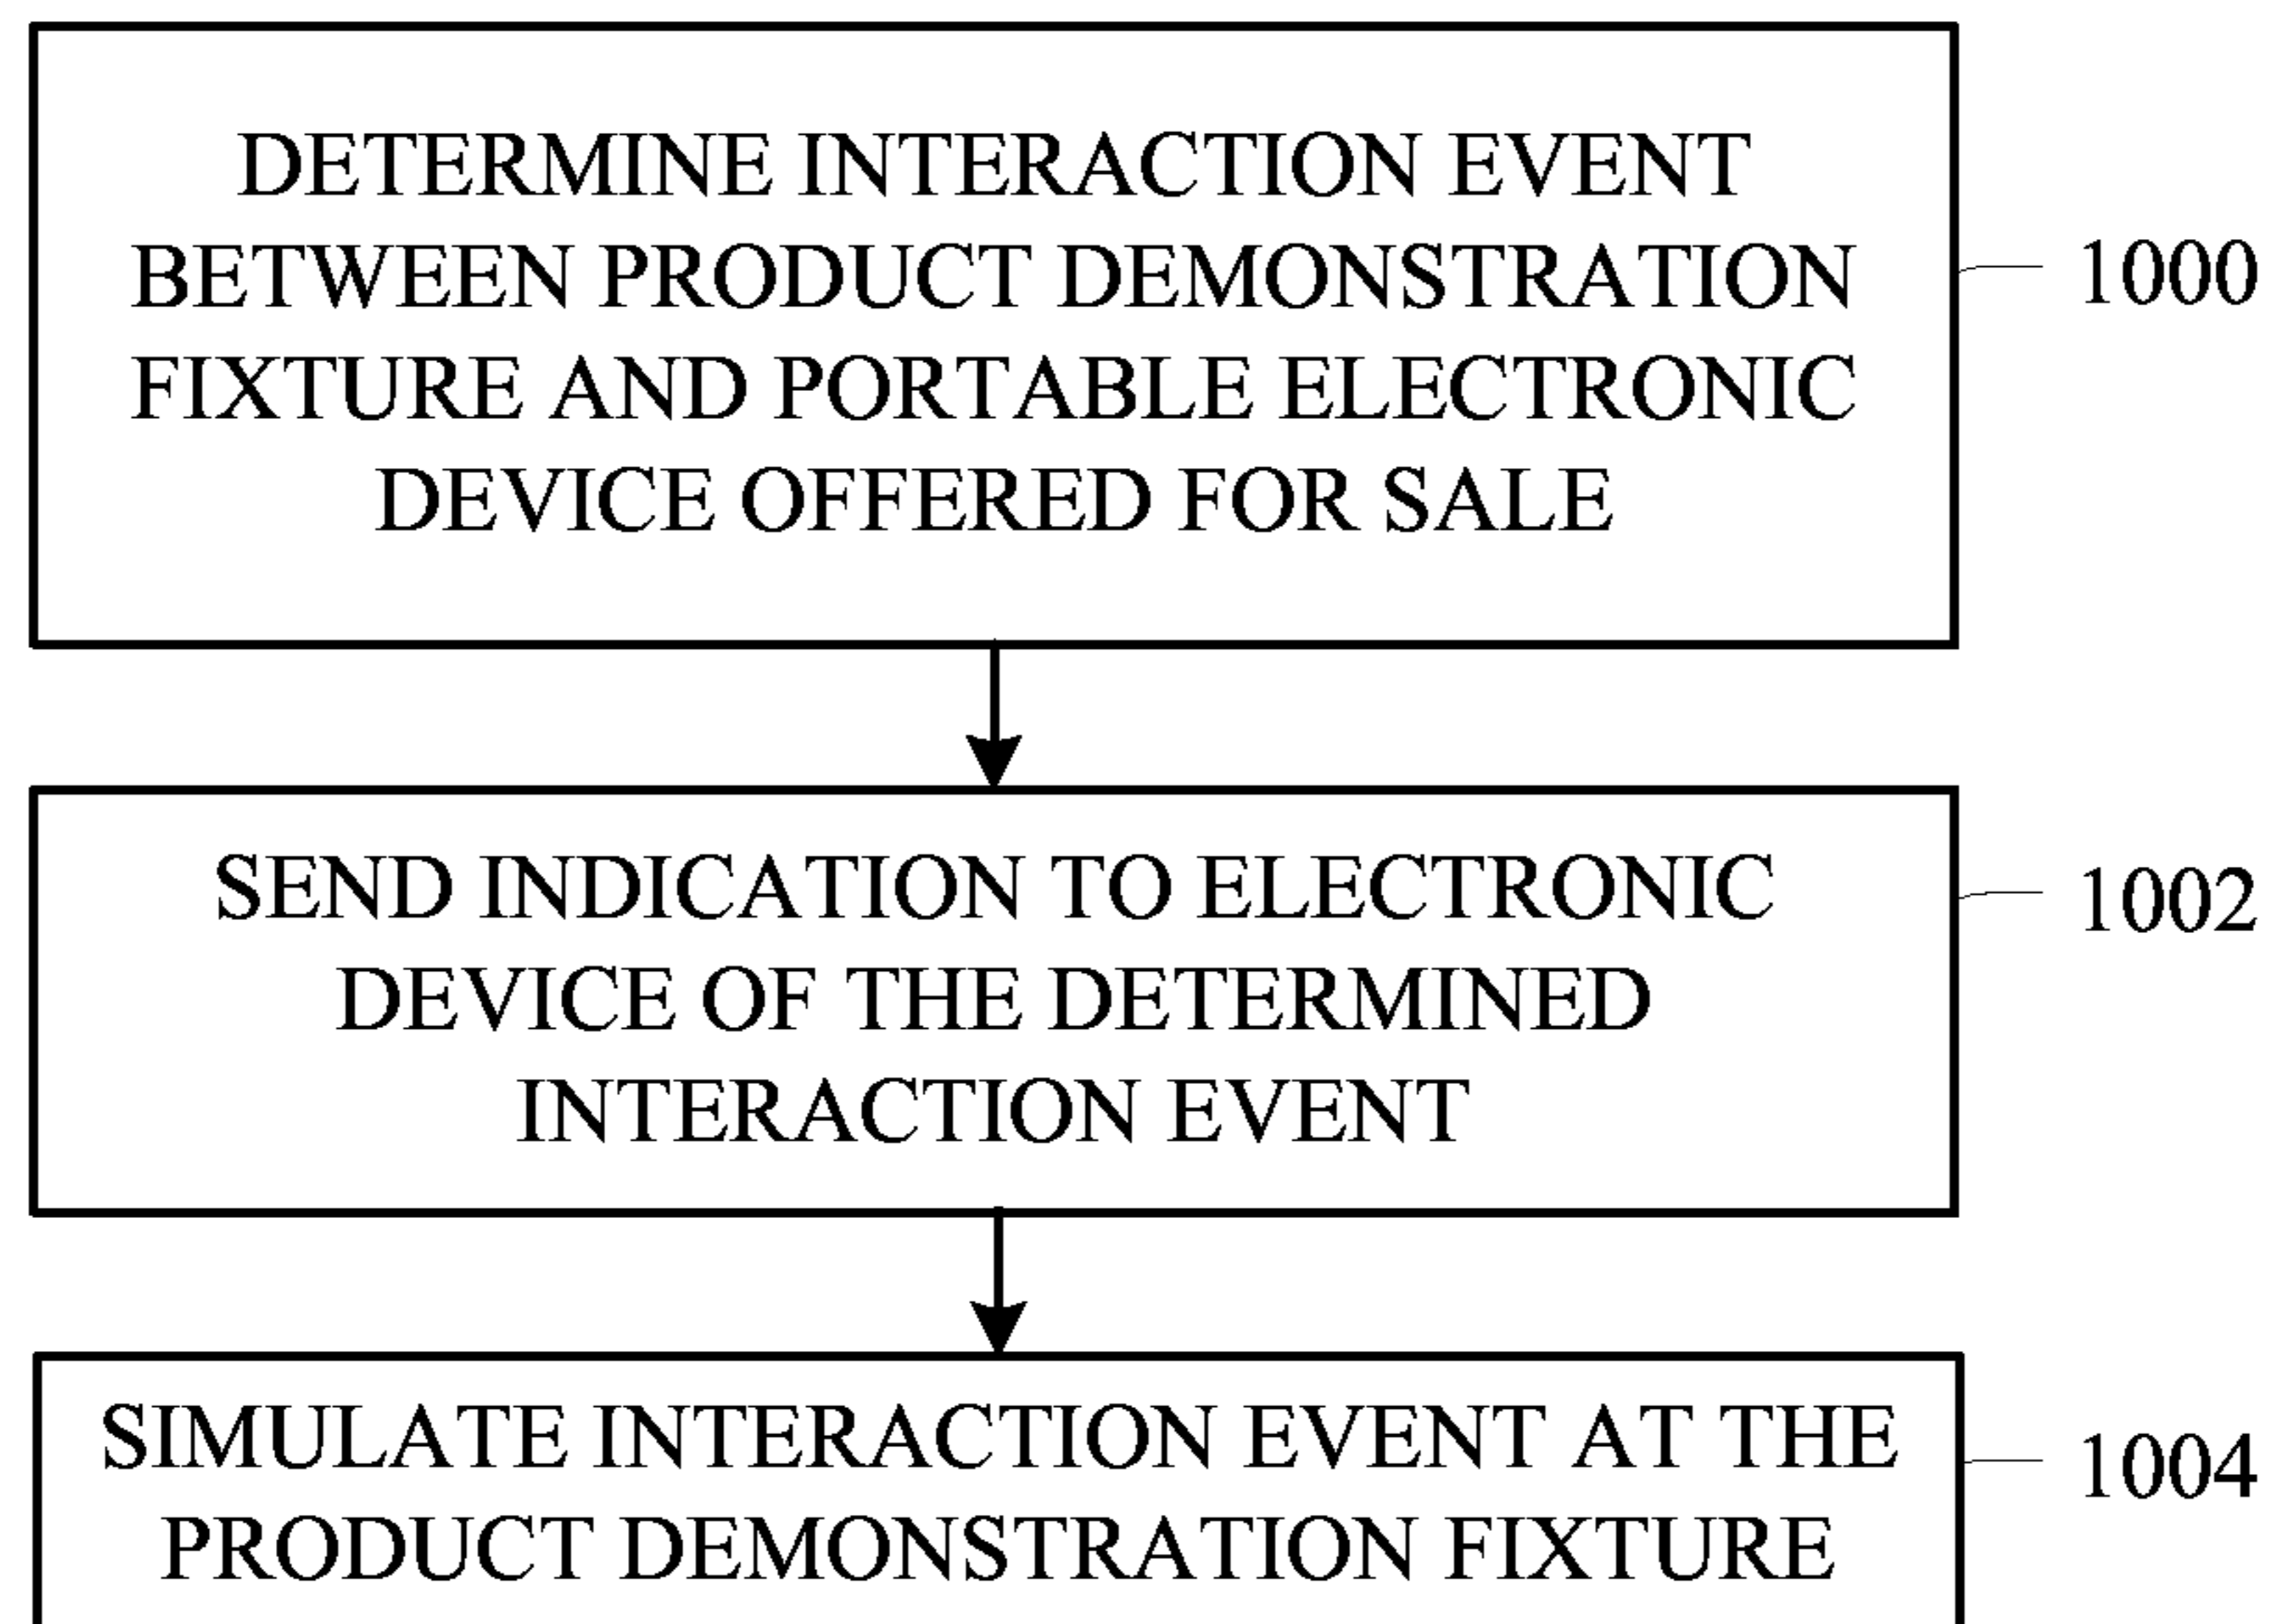 DETERMINE INTERACTION EVENT
BETWEEN PRODUCT DEMONSTRATION
FIXTURE AND PORTABLE ELECTRONIC
DEVICE OFFERED FOR SALE
1000
SEND INDICATION TO ELECTRONIC
DEVICE OF THE DETERMINED
INTERACTION EVENT
1002
SIMULATE INTERACTION EVENT AT THE
PRODUCT DEMONSTRATION FIXTURE
1004